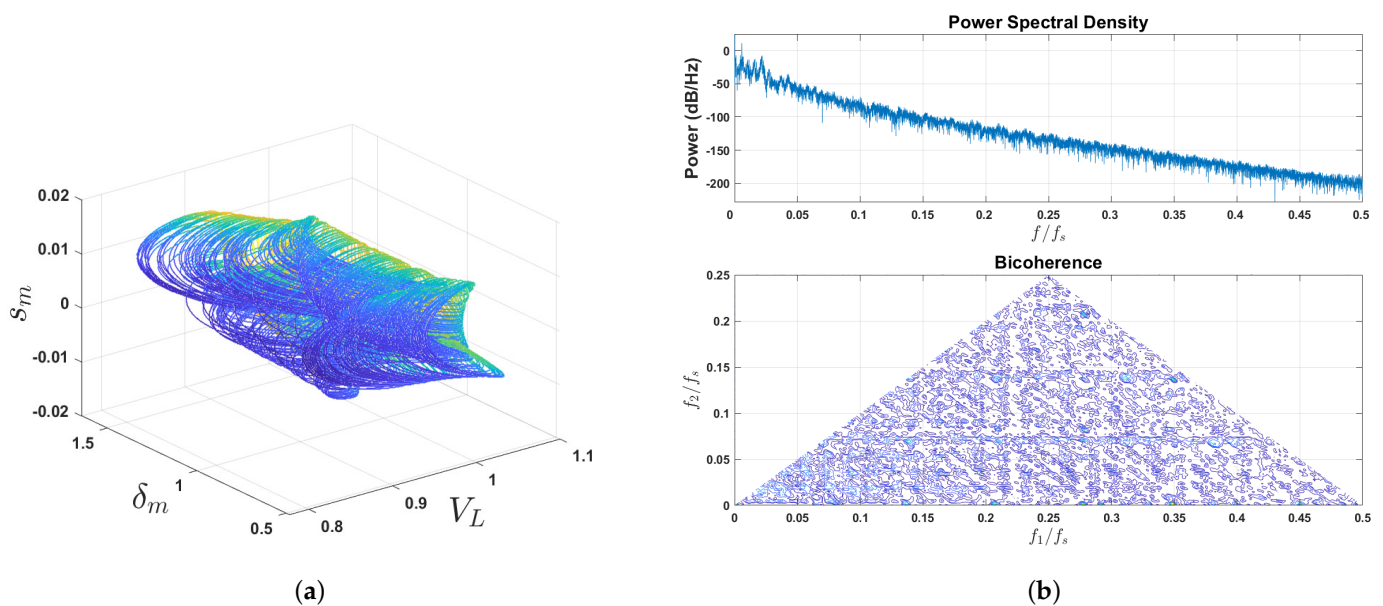 0.02
0.01
0
-0.01
-0.02
s_m
1.5
1
0.5
δ_m
0.8
0.9
1
1.1
V_L
(a)
Power Spectral Density
Power (dB/Hz)
0
-50
-100
-150
-200
0 0.05 0.1 0.15 0.2 0.25 0.3 0.35 0.4 0.45 0.5
f/f_s
Bicoherence
f_2/f_s
0.25
0.2
0.15
0.1
0.05
0
0 0.05 0.1 0.15 0.2 0.25 0.3 0.35 0.4 0.45 0.5
f_1/f_s
(b)